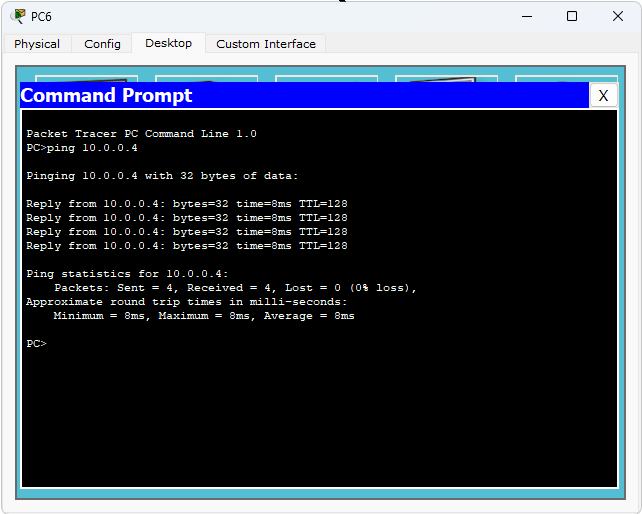 PC6
Physical Config Desktop Custom Interface
Command Prompt X
Packet Tracer PC Command Line 1.0
PC>ping 10.0.0.4
Pinging 10.0.0.4 with 32 bytes of data:
Reply from 10.0.0.4: bytes=32 time=8ms TTL=128
Reply from 10.0.0.4: bytes=32 time=8ms TTL=128
Reply from 10.0.0.4: bytes=32 time=8ms TTL=128
Reply from 10.0.0.4: bytes=32 time=8ms TTL=128
Ping statistics for 10.0.0.4:
Packets: Sent = 4, Received = 4, Lost = 0 (0% loss),
Approximate round trip times in milli-seconds:
Minimum = 8ms, Maximum = 8ms, Average = 8ms
PC>